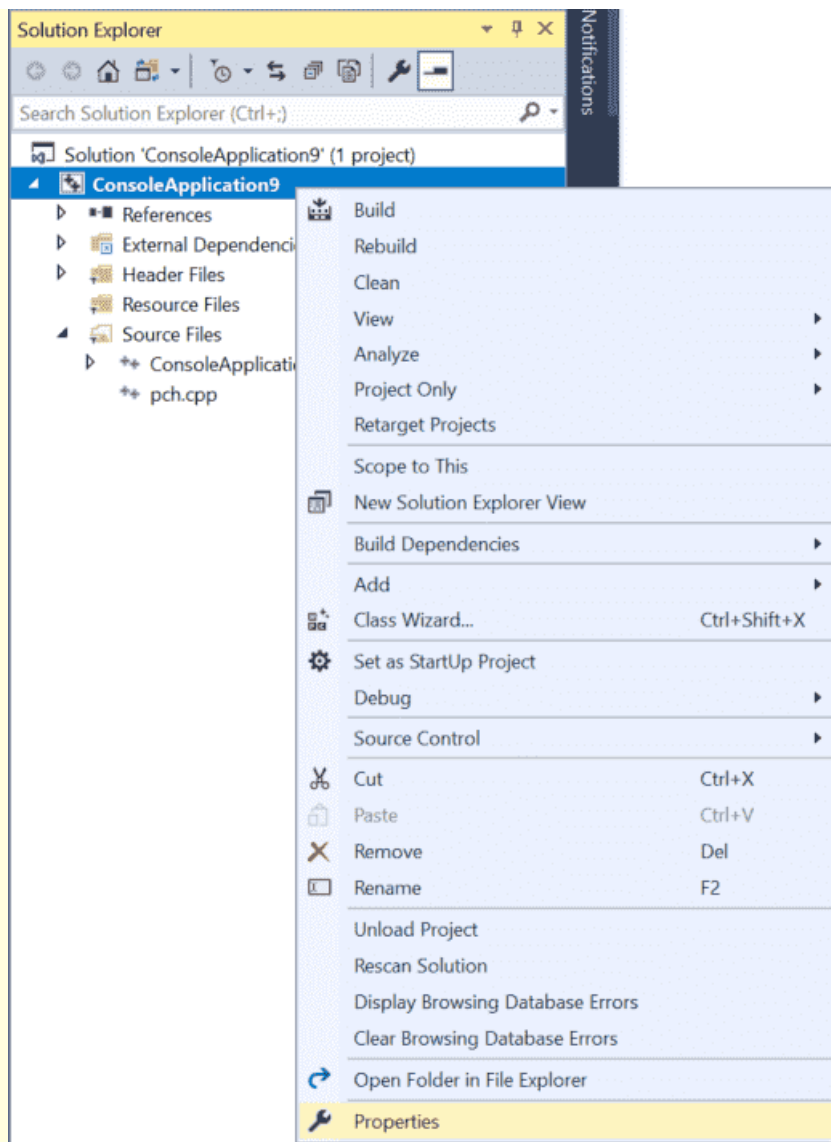 Solution Explorer
Notifications
Search Solution Explorer (Ctrl+;)
Solution 'ConsoleApplication9' (1 project)
ConsoleApplication9
References
External Dependenci
Header Files
Resource Files
Source Files
ConsoleApplicati
pch.cpp
Build
Rebuild
Clean
View
Analyze
Project Only
Retarget Projects
Scope to This
New Solution Explorer View
Build Dependencies
Add
Class Wizard... Ctrl+Shift+X
Set as StartUp Project
Debug
Source Control
Cut Ctrl+X
Paste Ctrl+V
Remove Del
Rename F2
Unload Project
Rescan Solution
Display Browsing Database Errors
Clear Browsing Database Errors
Open Folder in File Explorer
Properties